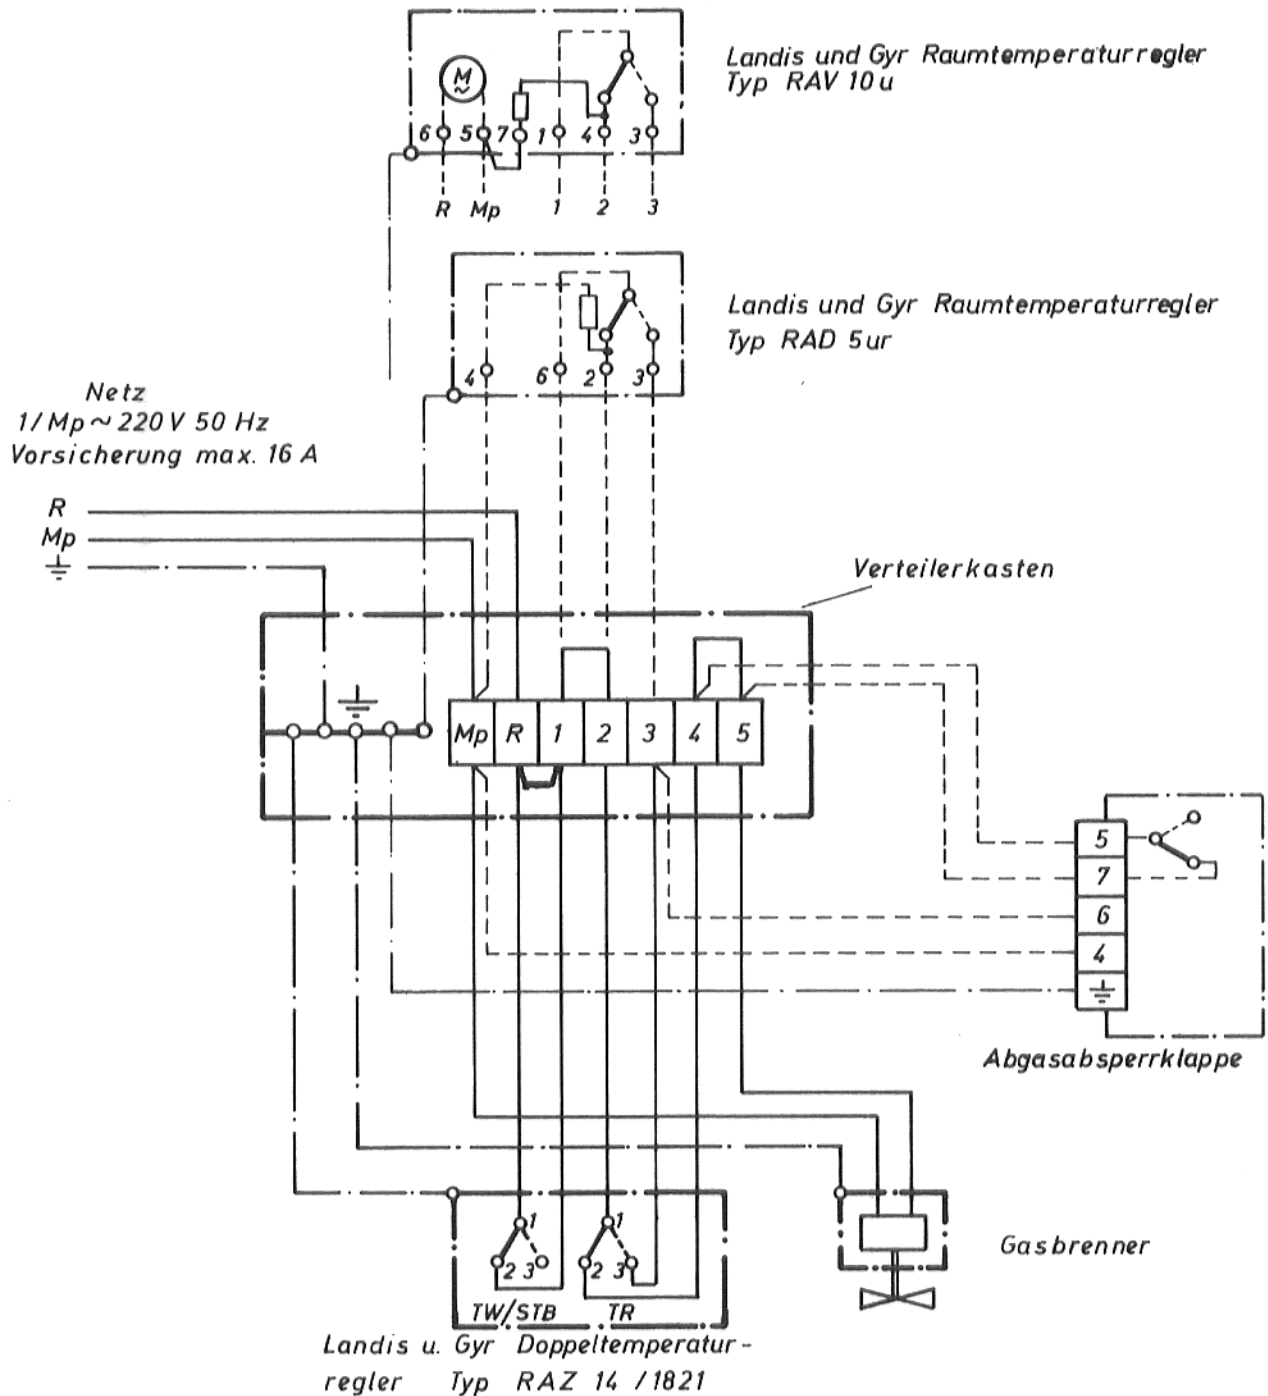 Landis und Gyr Raumtemperaturregler
Typ RAV 10u
M
~
6 5 7 1 4 3
R Mp 1 2 3
Landis und Gyr Raumtemperaturregler
Typ RAD 5ur
4 6 2 3
Netz
1/Mp~220V 50 Hz
Vorsicherung max. 16 A
R
Mp
Verteilerkasten
Mp R 1 2 3 4 5
5
7
6
4
Abgasabsperrklappe
1 1
2 3 2 3
TW/STB TR
Gasbrenner
Landis u. Gyr Doppeltemperatur-
regler Typ RAZ 14 /1821